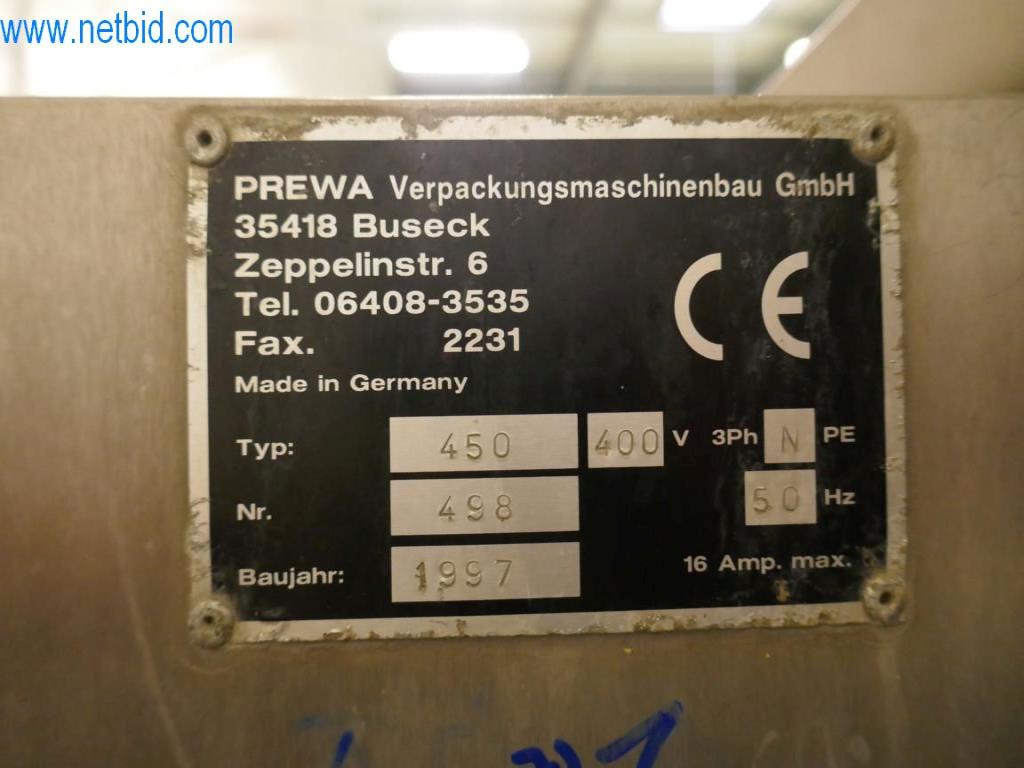 www.netbid.com
PREWA Verpackungsmaschinenbau GmbH
35418 Buseck
Zeppelinstr. 6
Tel. 06408-3535
Fax. 2231
CE
Made in Germany
Typ: 450 400 V 3Ph N PE
Nr. 498 50 Hz
Baujahr: 1997 16 Amp. max.